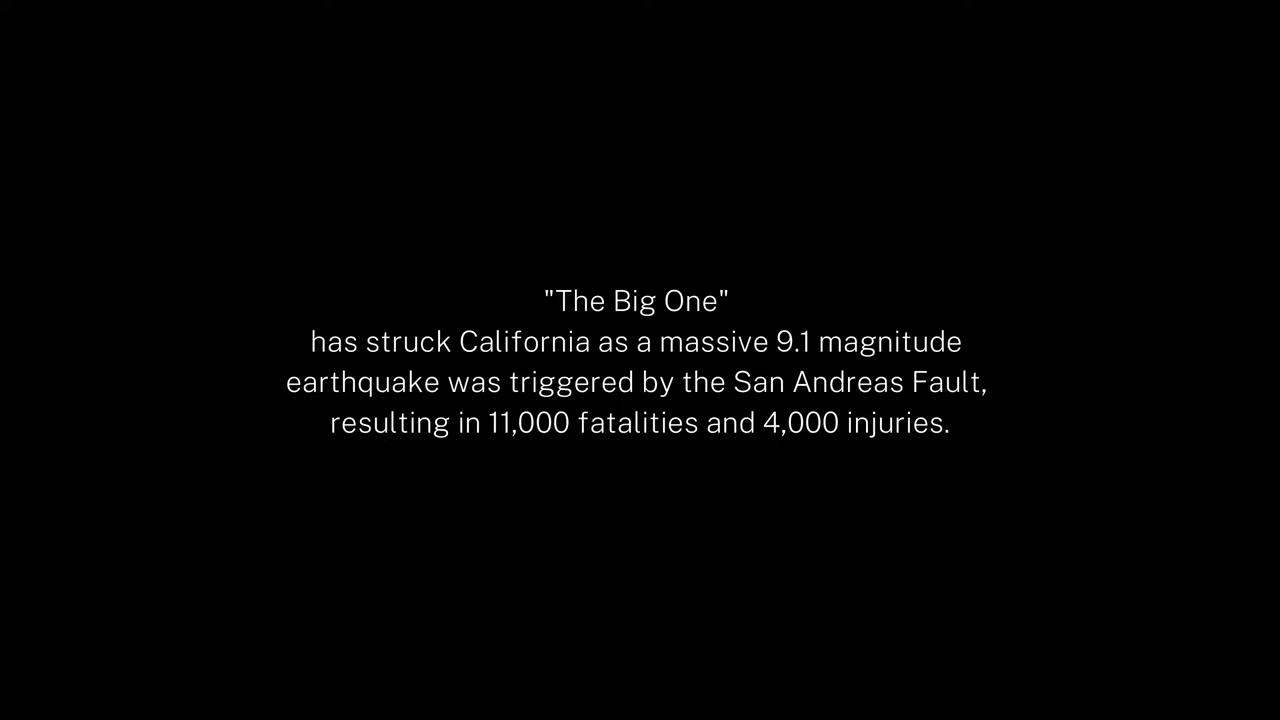 "The Big One"
has struck California as a massive 9.1 magnitude
earthquake was triggered by the San Andreas Fault,
resulting in 11,000 fatalities and 4,000 injuries.